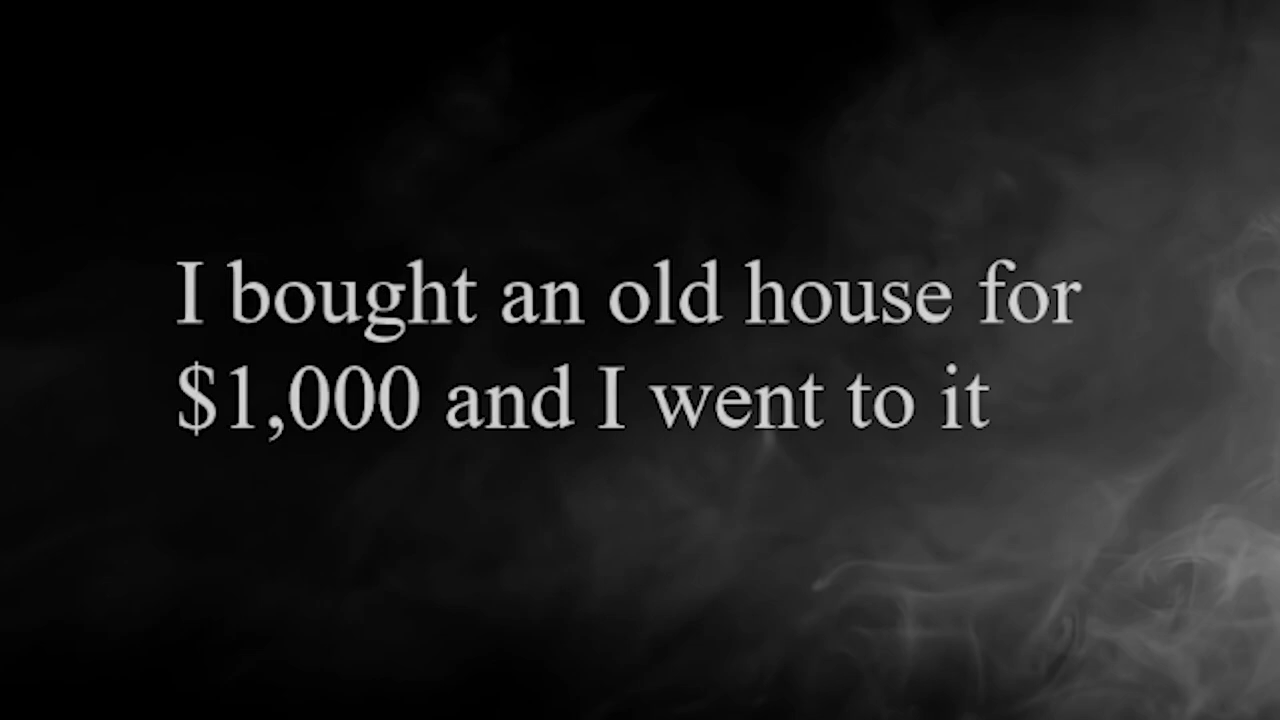 I bought an old house for
$1,000 and I went to it